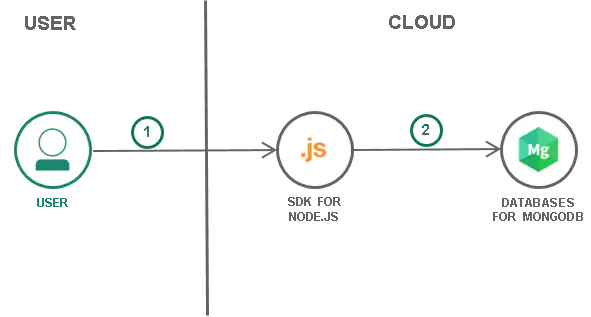 USER
CLOUD
1
2
.js
Mg
USER
SDK FOR
NODE.JS
DATABASES
FOR MONGODB